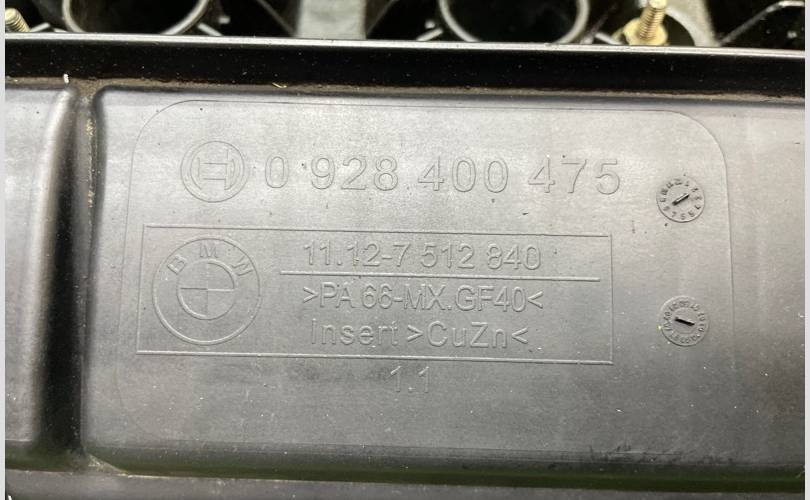 0 928 400 475
BMW
11.12-7 512 840
>PA 66-MX.GF40<
Insert >CuZn<
1.1